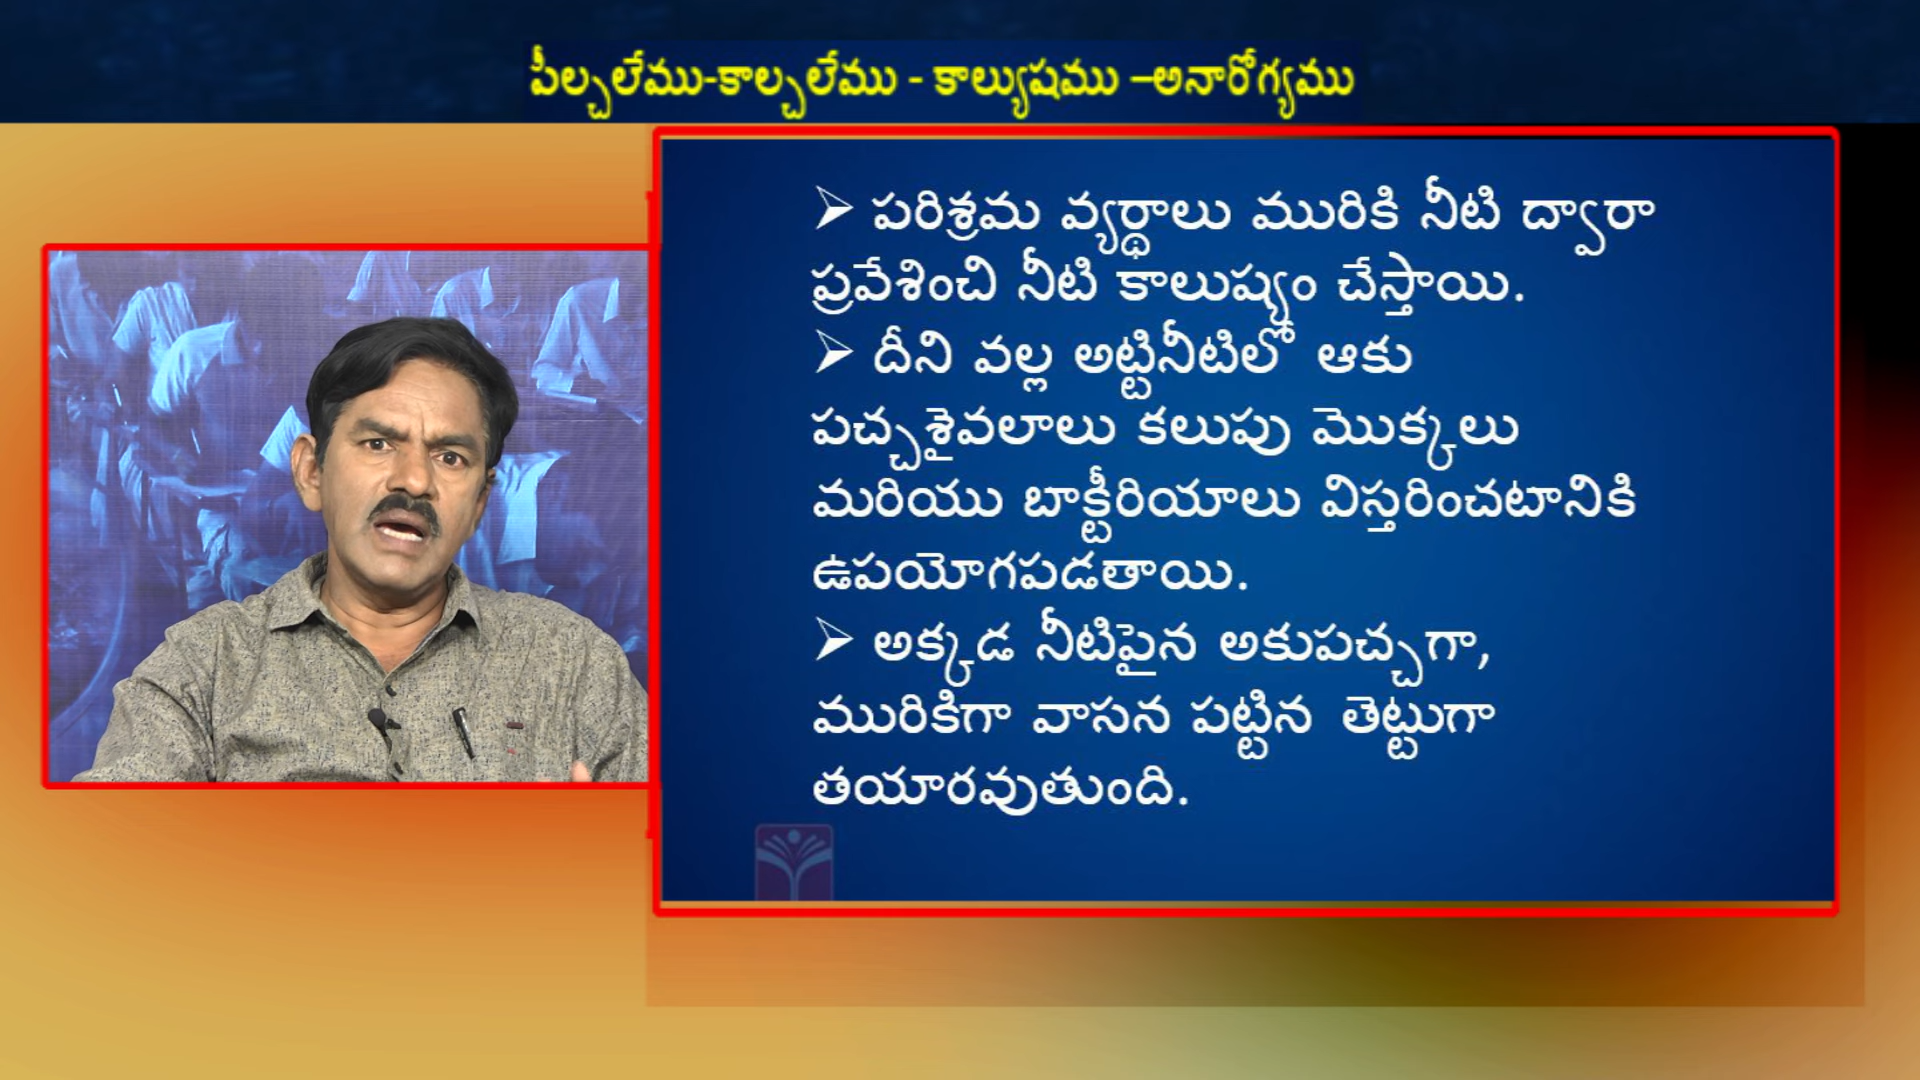 పీల్చలేము-కాల్చలేము - కాల్యుషము –అనారోగ్యము
➢ పరిశ్రమ వ్యర్థాలు మురికి నీటి ద్వారా
ప్రవేశించి నీటి కాలుష్యం చేస్తాయి.
➢ దీని వల్ల అట్టినీటిలో ఆకు
పచ్చశైవలాలు కలుపు మొక్కలు
మరియు బాక్టీరియాలు విస్తరించటానికి
ఉపయోగపడతాయి.
➢ అక్కడ నీటిపైన అకుపచ్చగా,
మురికిగా వాసన పట్టిన తెట్టుగా
తయారవుతుంది.